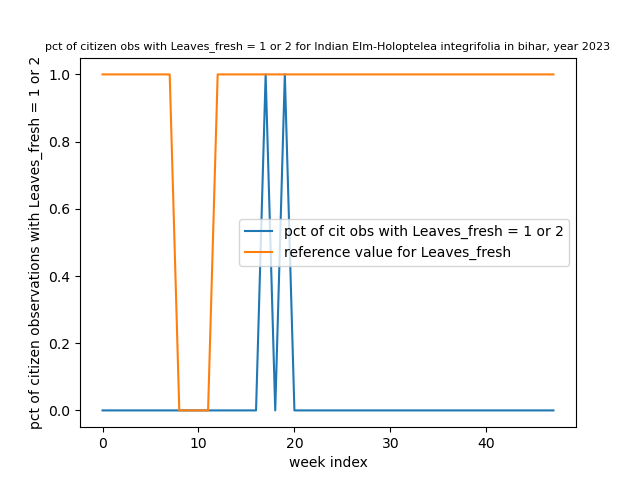 pct of citizen obs with Leaves_fresh = 1 or 2 for Indian Elm-Holoptelea integrifolia in bihar, year 2023
pct of citizen observations with Leaves_fresh = 1 or 2
1.0
0.8
0.6
0.4
0.2
0.0
pct of cit obs with Leaves_fresh = 1 or 2
reference value for Leaves_fresh
0 10 20 30 40
week index